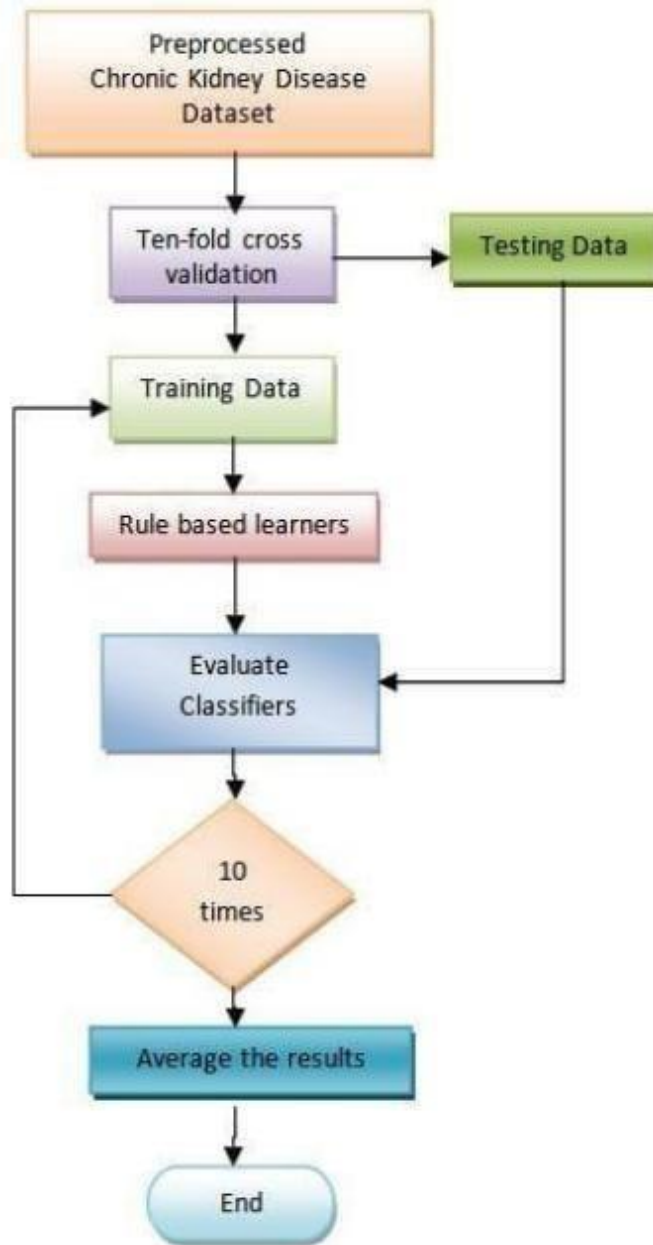 Preprocessed
Chronic Kidney Disease
Dataset
Ten-fold cross
validation
Testing Data
Training Data
Rule based learners
Evaluate
Classifiers
10
times
Average the results
End